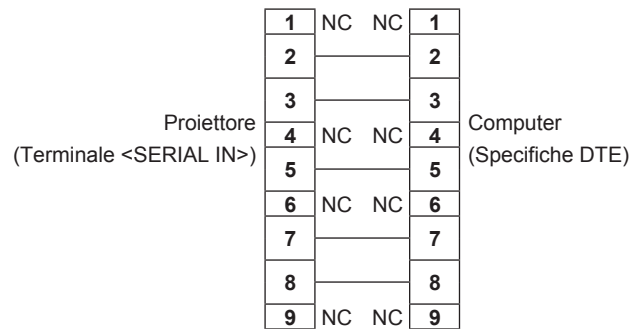 1 NC NC 1
2 2
3 3
Proiettore
(Terminale <SERIAL IN>)
4 NC NC 4
Computer
(Specifiche DTE)
5 5
6 NC NC 6
7 7
8 8
9 NC NC 9